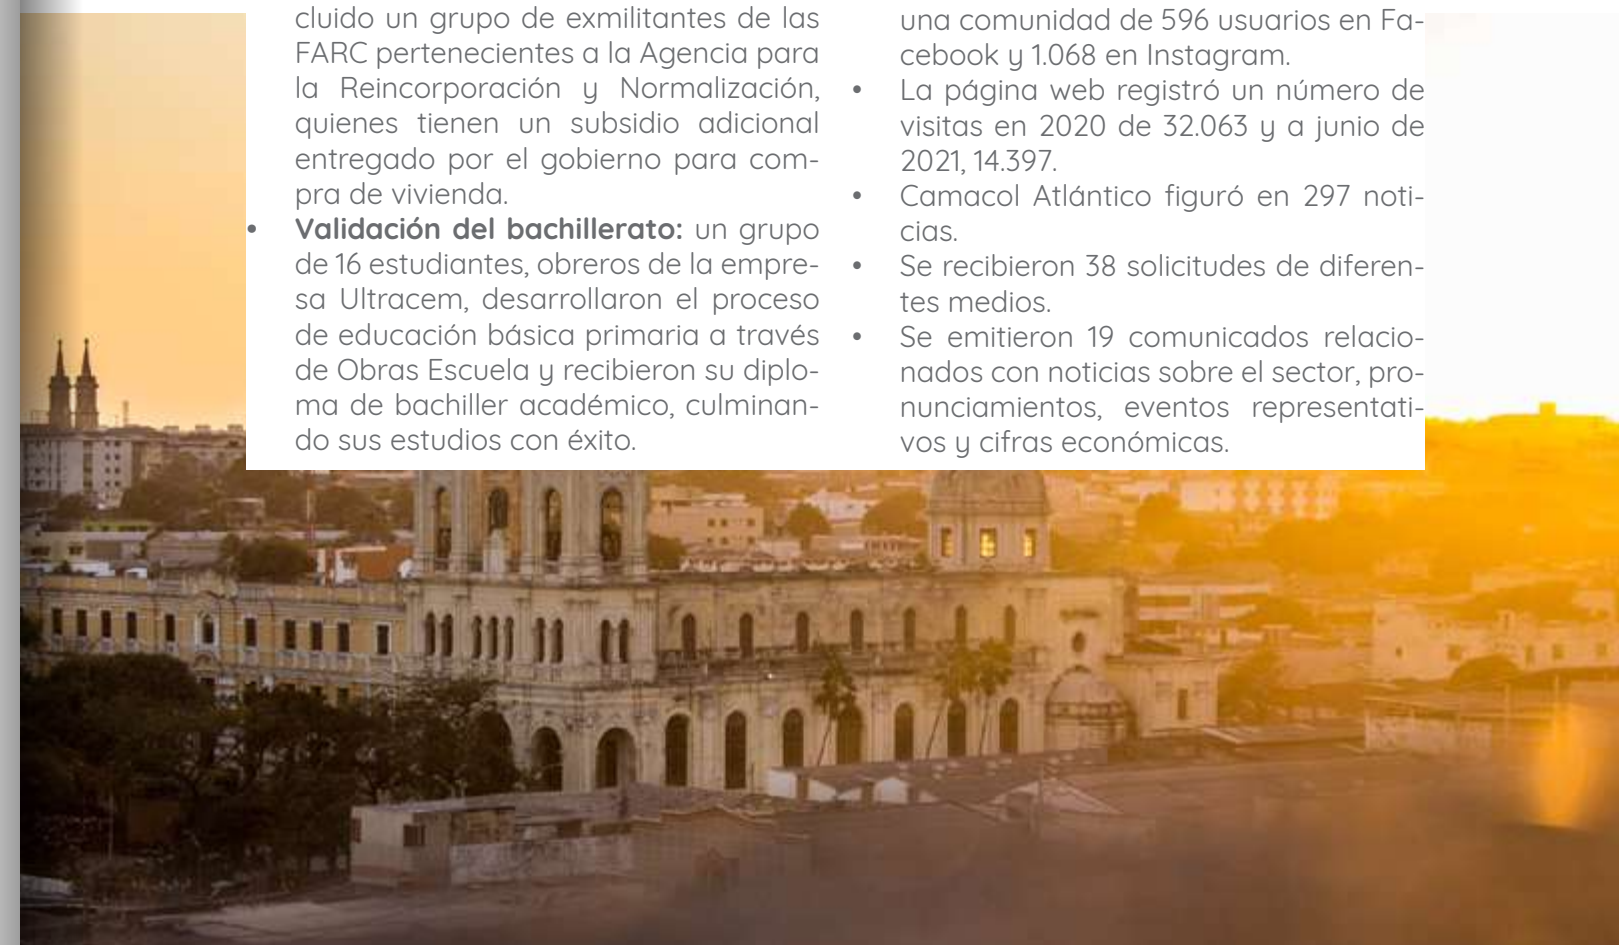 cluido un grupo de exmilitantes de las
FARC pertenecientes a la Agencia para
la Reincorporación y Normalización,
quienes tienen un subsidio adicional
entregado por el gobierno para com-
pra de vivienda.
• Validación del bachillerato: un grupo
de 16 estudiantes, obreros de la empre-
sa Ultracem, desarrollaron el proceso
de educación básica primaria a través
de Obras Escuela y recibieron su diplo-
ma de bachiller académico, culminan-
do sus estudios con éxito.
una comunidad de 596 usuarios en Fa-
cebook y 1.068 en Instagram.
• La página web registró un número de
visitas en 2020 de 32.063 y a junio de
2021, 14.397.
• Camacol Atlántico figuró en 297 noti-
cias.
• Se recibieron 38 solicitudes de diferen-
tes medios.
• Se emitieron 19 comunicados relacio-
nados con noticias sobre el sector, pro-
nunciamientos, eventos representati-
vos y cifras económicas.